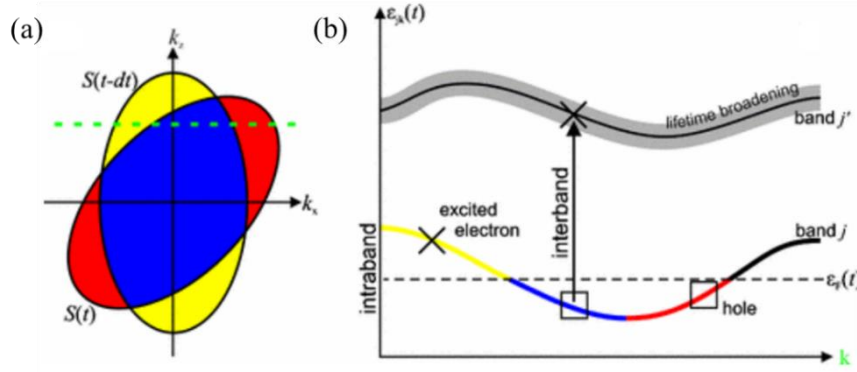 (a)
k_z
S(t-dt)
k_x
S(t)
(b)
ε_jk(t)
lifetime broadening
band j'
interband
intraband
excited
electron
band j
ε_F(t)
hole
k